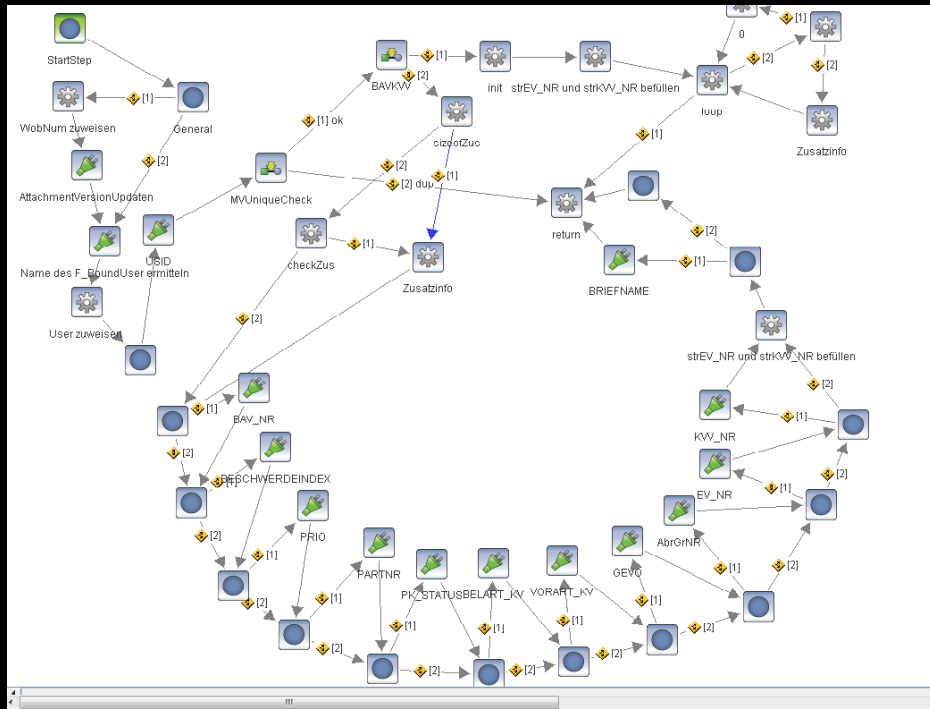 StartStep
General
WobNum zuweisen
[1]
[2]
AttachmentVersionUpdaten
USID
Name des F_BoundUser ermitteln
User zuweisen
MVUniqueCheck
[1] ok
[2] dup
BAVKVV
[1]
[2]
init
strEV_NR und strKVV_NR befüllen
0
[1]
[2]
[2]
loop
Zusatzinfo
[1]
sizeofZus
[2]
[1]
checkZus
[1]
[2]
Zusatzinfo
return
BRIEFNAME
[1]
[2]
strEV_NR und strKVV_NR befüllen
[2]
KVV_NR
[1]
EV_NR
[1]
[2]
AbrGrNR
[1]
[2]
GEVO
[1]
[2]
VORART_KV
[1]
[2]
BELART_KV
[1]
[2]
PK_STATUS
[1]
[2]
PARTNR
[1]
[2]
PRIO
[1]
[2]
BESCHWERDEINDEX
[1]
[2]
BAV_NR
[1]
[2]